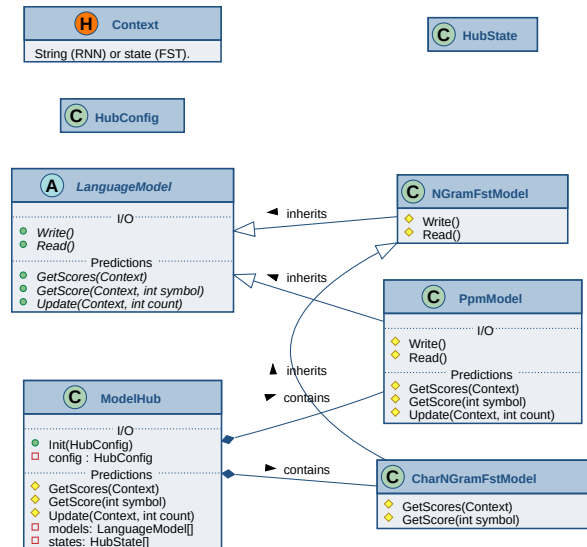 H Context
String (RNN) or state (FST).
C HubState
C HubConfig
A LanguageModel
I/O
Write()
Read()
Predictions
GetScores(Context)
GetScore(Context, int symbol)
Update(Context, int count)
inherits
C NGramFstModel
Write()
Read()
inherits
C PpmModel
I/O
Write()
Read()
Predictions
GetScores(Context)
GetScore(int symbol)
Update(Context, int count)
inherits
contains
C ModelHub
I/O
Init(HubConfig)
config : HubConfig
Predictions
GetScores(Context)
GetScore(int symbol)
Update(Context, int count)
models: LanguageModel[]
states: HubState[]
contains
C CharNGramFstModel
GetScores(Context)
GetScore(int symbol)